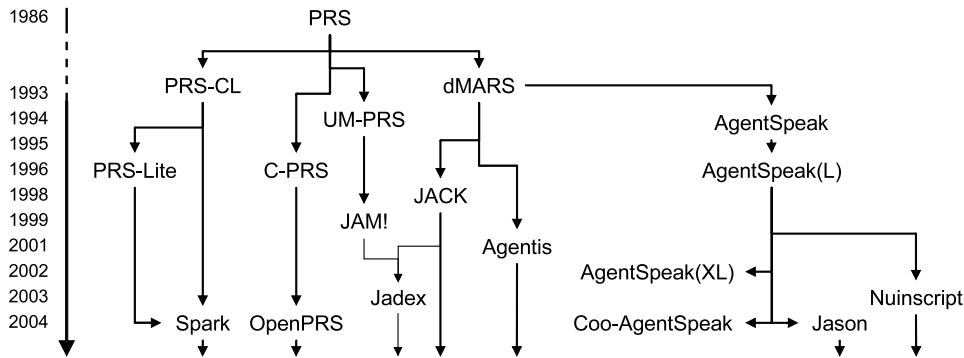 1986
PRS
PRS-CL
dMARS
1993
1994
UM-PRS
AgentSpeak
1995
1996
PRS-Lite
C-PRS
AgentSpeak(L)
1998
JACK
1999
JAM!
2001
Agentis
2002
AgentSpeak(XL)
2003
Jadex
Nuinscript
2004
Spark
OpenPRS
Coo-AgentSpeak
Jason